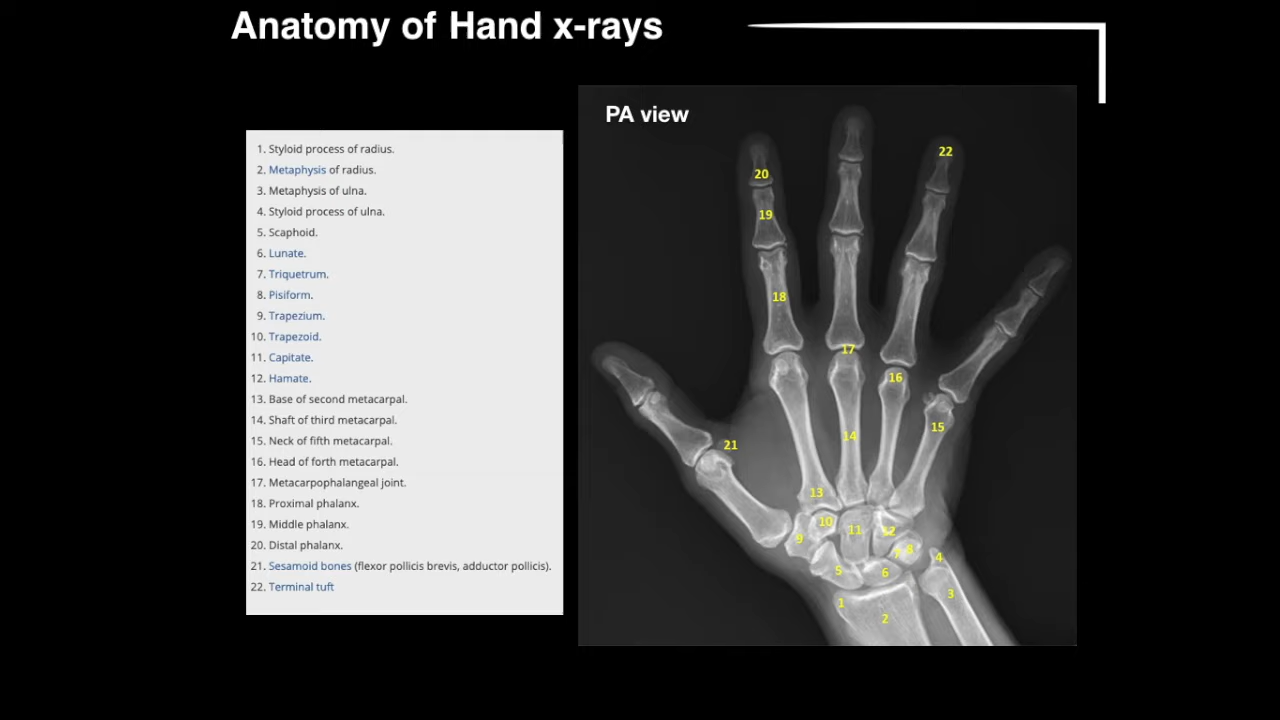 Anatomy of Hand x-rays
1. Styloid process of radius.
2. Metaphysis of radius.
3. Metaphysis of ulna.
4. Styloid process of ulna.
5. Scaphoid.
6. Lunate.
7. Triquetrum.
8. Pisiform.
9. Trapezium.
10. Trapezoid.
11. Capitate.
12. Hamate.
13. Base of second metacarpal.
14. Shaft of third metacarpal.
15. Neck of fifth metacarpal.
16. Head of forth metacarpal.
17. Metacarpophalangeal joint.
18. Proximal phalanx.
19. Middle phalanx.
20. Distal phalanx.
21. Sesamoid bones (flexor pollicis brevis, adductor pollicis).
22. Terminal tuft
PA view
22
20
19
18
17
16
15
14
21
13
10
11
12
9
7
8
4
5
6
3
1
2